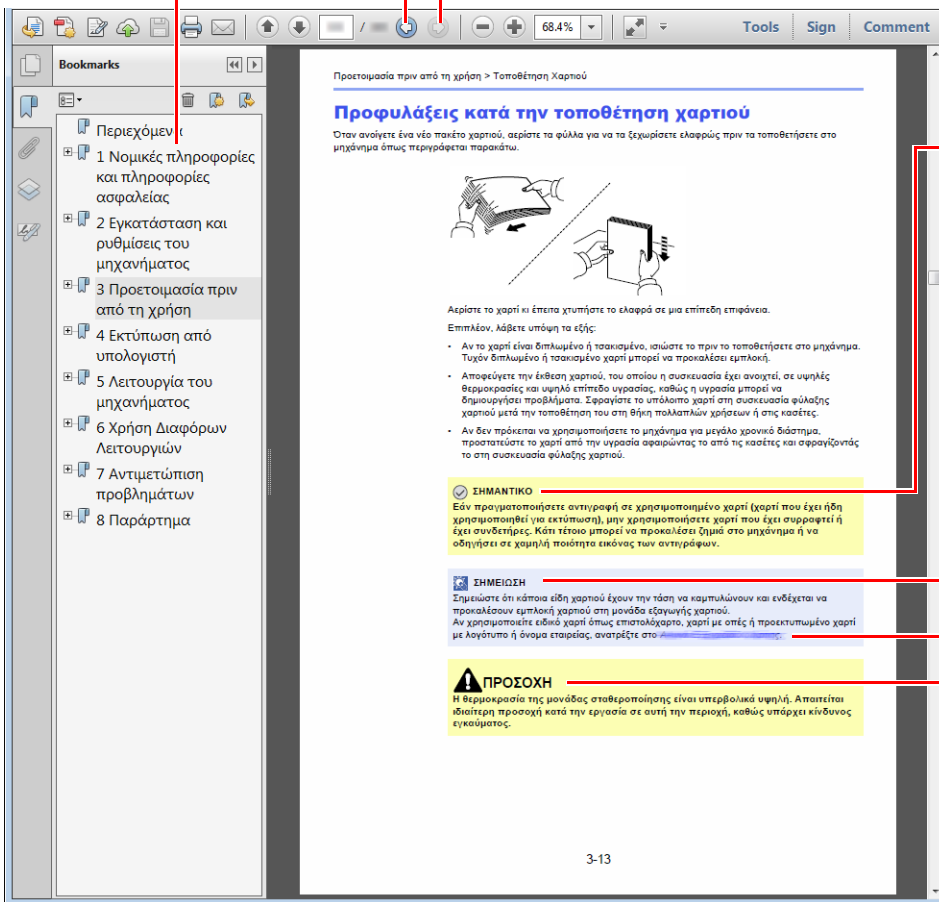 / 68.4% Tools Sign Comment
Bookmarks
Περιεχόμενα
1 Νομικές πληροφορίες
και πληροφορίες
ασφαλείας
2 Εγκατάσταση και
ρυθμίσεις του
μηχανήματος
3 Προετοιμασία πριν
από τη χρήση
4 Εκτύπωση από
υπολογιστή
5 Λειτουργία του
μηχανήματος
6 Χρήση Διαφόρων
Λειτουργιών
7 Αντιμετώπιση
προβλημάτων
8 Παράρτημα
Προετοιμασία πριν από τη χρήση > Τοποθέτηση Χαρτιού
Προφυλάξεις κατά την τοποθέτηση χαρτιού
Όταν ανοίγετε ένα νέο πακέτο χαρτιού, αερίστε τα φύλλα για να τα ξεχωρίσετε ελαφρώς πριν τα τοποθετήσετε στο
μηχάνημα όπως περιγράφεται παρακάτω.
Αερίστε το χαρτί κι έπειτα χτυπήστε το ελαφρά σε μια επίπεδη επιφάνεια.
Επιπλέον, λάβετε υπόψη τα εξής:
• Αν το χαρτί είναι διπλωμένο ή τσακισμένο, ισιώστε το πριν το τοποθετήσετε στο μηχάνημα.
Τυχόν διπλωμένο ή τσακισμένο χαρτί μπορεί να προκαλέσει εμπλοκή.
• Αποφεύγετε την έκθεση χαρτιού, του οποίου η συσκευασία έχει ανοιχτεί, σε υψηλές
θερμοκρασίες και υψηλό επίπεδο υγρασίας, καθώς η υγρασία μπορεί να
δημιουργήσει προβλήματα. Σφραγίστε το υπόλοιπο χαρτί στη συσκευασία φύλαξης
χαρτιού μετά την τοποθέτηση του στη θήκη πολλαπλών χρήσεων ή στις κασέτες.
• Αν δεν πρόκειται να χρησιμοποιήσετε το μηχάνημα για μεγάλο χρονικό διάστημα,
προστατεύστε το χαρτί από την υγρασία αφαιρώντας το από τις κασέτες και σφραγίζοντάς
το στη συσκευασία φύλαξης χαρτιού.
ΣΗΜΑΝΤΙΚΟ
Εάν πραγματοποιήσετε αντιγραφή σε χρησιμοποιημένο χαρτί (χαρτί που έχει ήδη
χρησιμοποιηθεί για εκτύπωση), μην χρησιμοποιήσετε χαρτί που έχει συρραφτεί ή
έχει συνδετήρες. Κάτι τέτοιο μπορεί να προκαλέσει ζημιά στο μηχάνημα ή να
οδηγήσει σε χαμηλή ποιότητα εικόνας των αντιγράφων.
ΣΗΜΕΙΩΣΗ
Σημειώστε ότι κάποια είδη χαρτιού έχουν την τάση να καμπυλώνουν και ενδέχεται να
προκαλέσουν εμπλοκή χαρτιού στη μονάδα εξαγωγής χαρτιού.
Αν χρησιμοποιείτε ειδικό χαρτί όπως επιστολόχαρτο, χαρτί με οπές ή προεκτυπωμένο χαρτί
με λογότυπο ή όνομα εταιρείας, ανατρέξτε στο
ΠΡΟΣΟΧΗ
Η θερμοκρασία της μονάδας σταθεροποίησης είναι υπερβολικά υψηλή. Απαιτείται
ιδιαίτερη προσοχή κατά την εργασία σε αυτή την περιοχή, καθώς υπάρχει κίνδυνος
εγκαύματος.
3-13